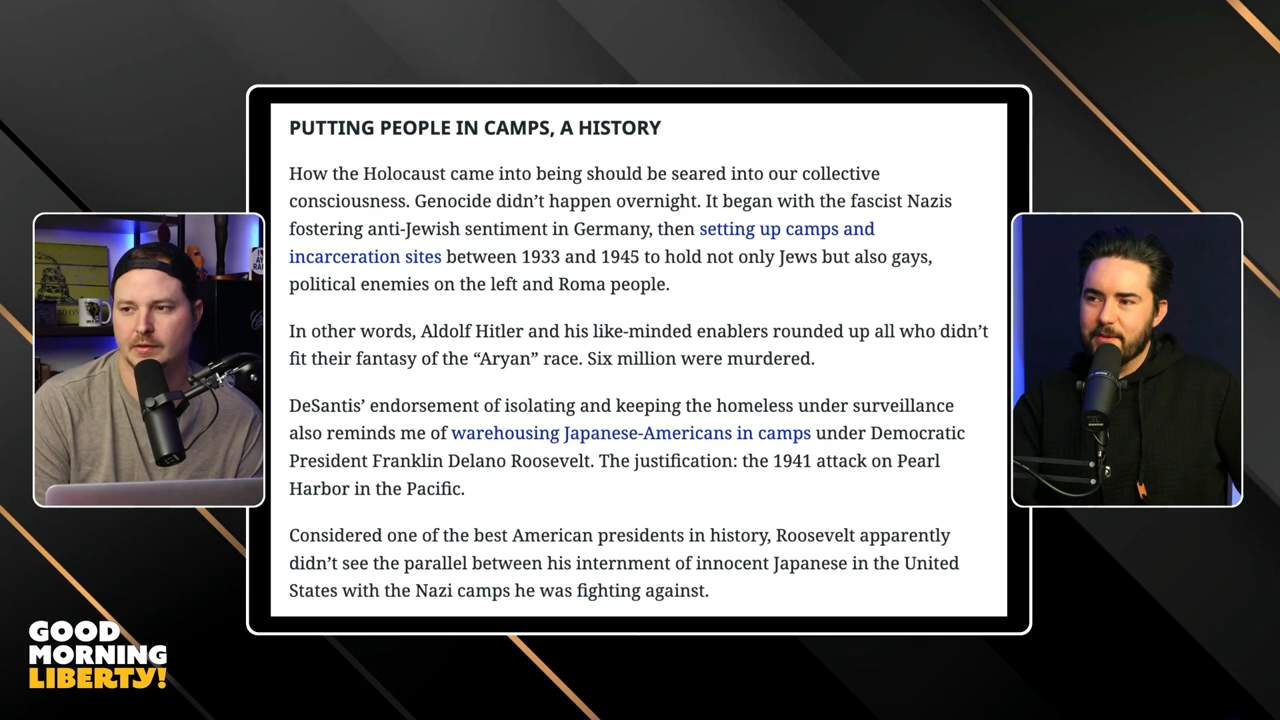 PUTTING PEOPLE IN CAMPS, A HISTORY
How the Holocaust came into being should be seared into our collective
consciousness. Genocide didn’t happen overnight. It began with the fascist Nazis
fostering anti-Jewish sentiment in Germany, then setting up camps and
incarceration sites between 1933 and 1945 to hold not only Jews but also gays,
political enemies on the left and Roma people.
In other words, Aldolf Hitler and his like-minded enablers rounded up all who didn’t
fit their fantasy of the “Aryan” race. Six million were murdered.
DeSantis’ endorsement of isolating and keeping the homeless under surveillance
also reminds me of warehousing Japanese-Americans in camps under Democratic
President Franklin Delano Roosevelt. The justification: the 1941 attack on Pearl
Harbor in the Pacific.
Considered one of the best American presidents in history, Roosevelt apparently
didn’t see the parallel between his internment of innocent Japanese in the United
States with the Nazi camps he was fighting against.
GOOD
MORNING
LIBERTY!